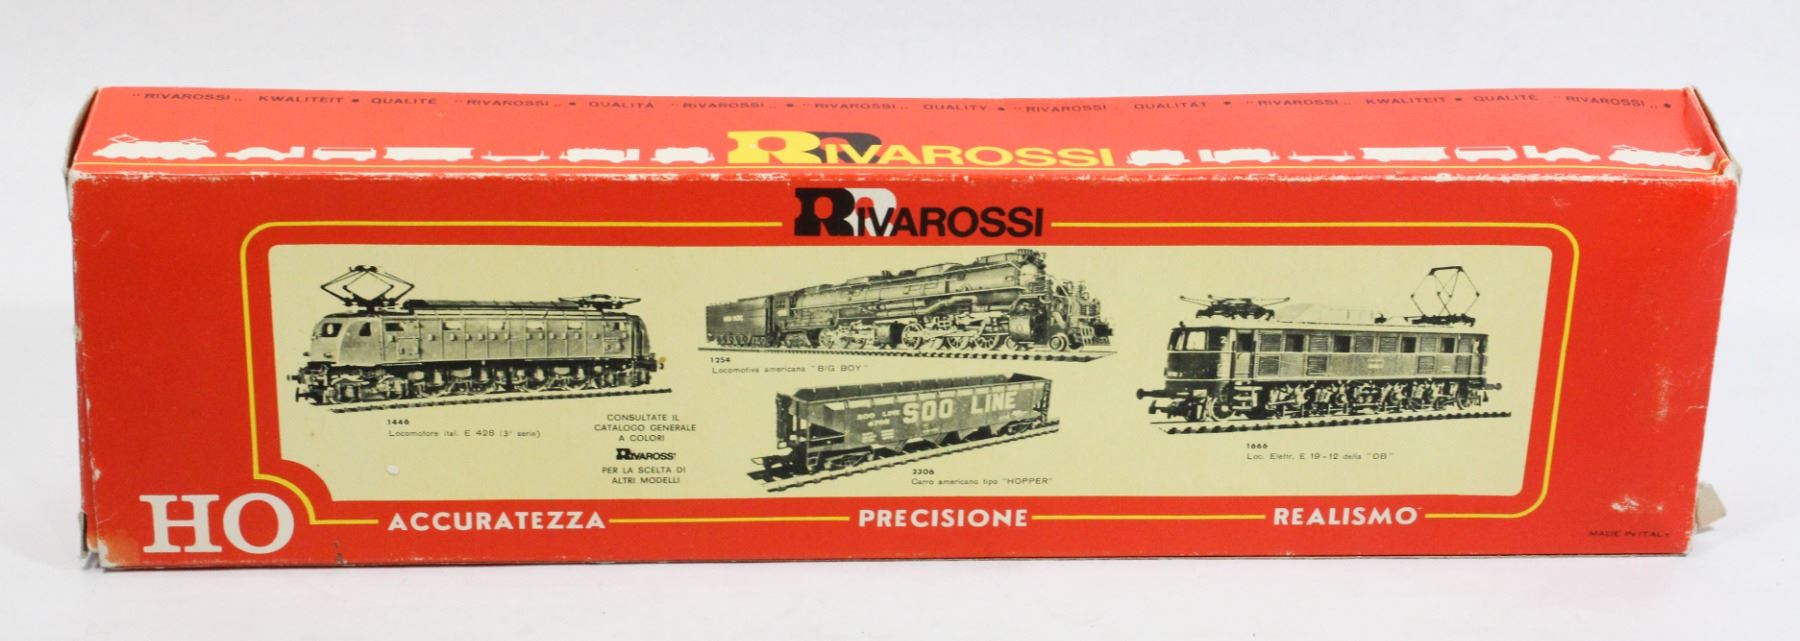 "RIVAROSSI,, KWALITEIT • QUALITÉ "RIVAROSSI,, • QUALITÀ "RIVAROSSI,, • "RIVAROSSI,, QUALITY • "RIVAROSSI,, QUALITÄT • "RIVAROSSI,, KWALITEIT • QUALITÉ "RIVAROSSI,, •
RIVAROSSI
RIVAROSSI
1446
Locomotore ital. E 428 (3ª serie)
CONSULTATE IL
CATALOGO GENERALE
A COLORI
RIVAROSSI
PER LA SCELTA DI
ALTRI MODELLI
1254
Locomotiva americana "BIG BOY"
SOO LINE
SOO LINE
2306
Carro americano tipo "HOPPER"
2
1666
Loc. Elettr. E 19-12 della "DB"
HO
ACCURATEZZA PRECISIONE REALISMO
MADE IN ITALY